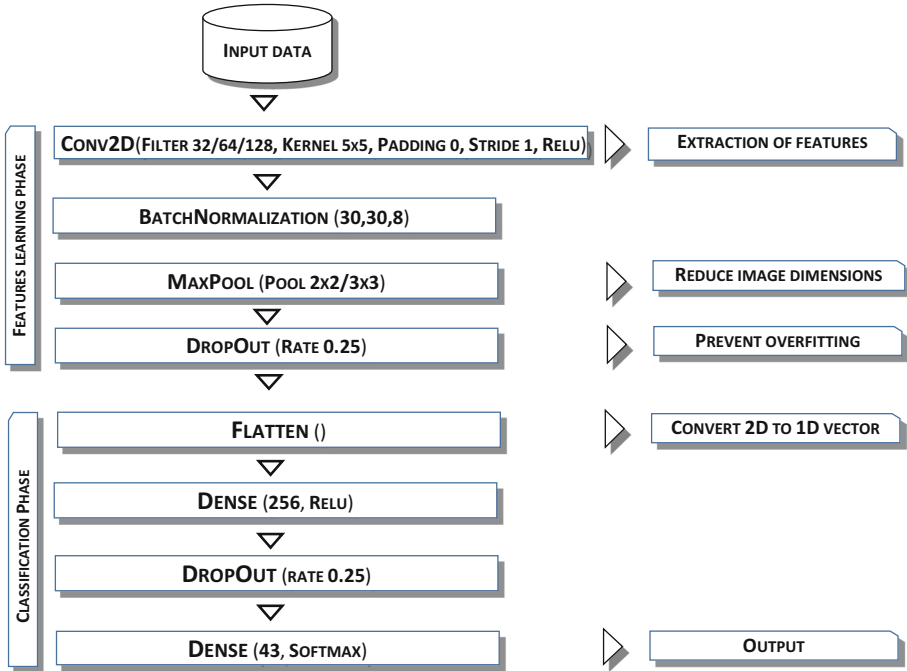 INPUT DATA
FEATURES LEARNING PHASE
CONV2D(FILTER 32/64/128, KERNEL 5X5, PADDING 0, STRIDE 1, RELU)
EXTRACTION OF FEATURES
BATCHNORMALIZATION (30,30,8)
MAXPOOL (POOL 2X2/3X3)
REDUCE IMAGE DIMENSIONS
DROPOUT (RATE 0.25)
PREVENT OVERFITTING
CLASSIFICATION PHASE
FLATTEN ()
CONVERT 2D TO 1D VECTOR
DENSE (256, RELU)
DROPOUT (RATE 0.25)
DENSE (43, SOFTMAX)
OUTPUT